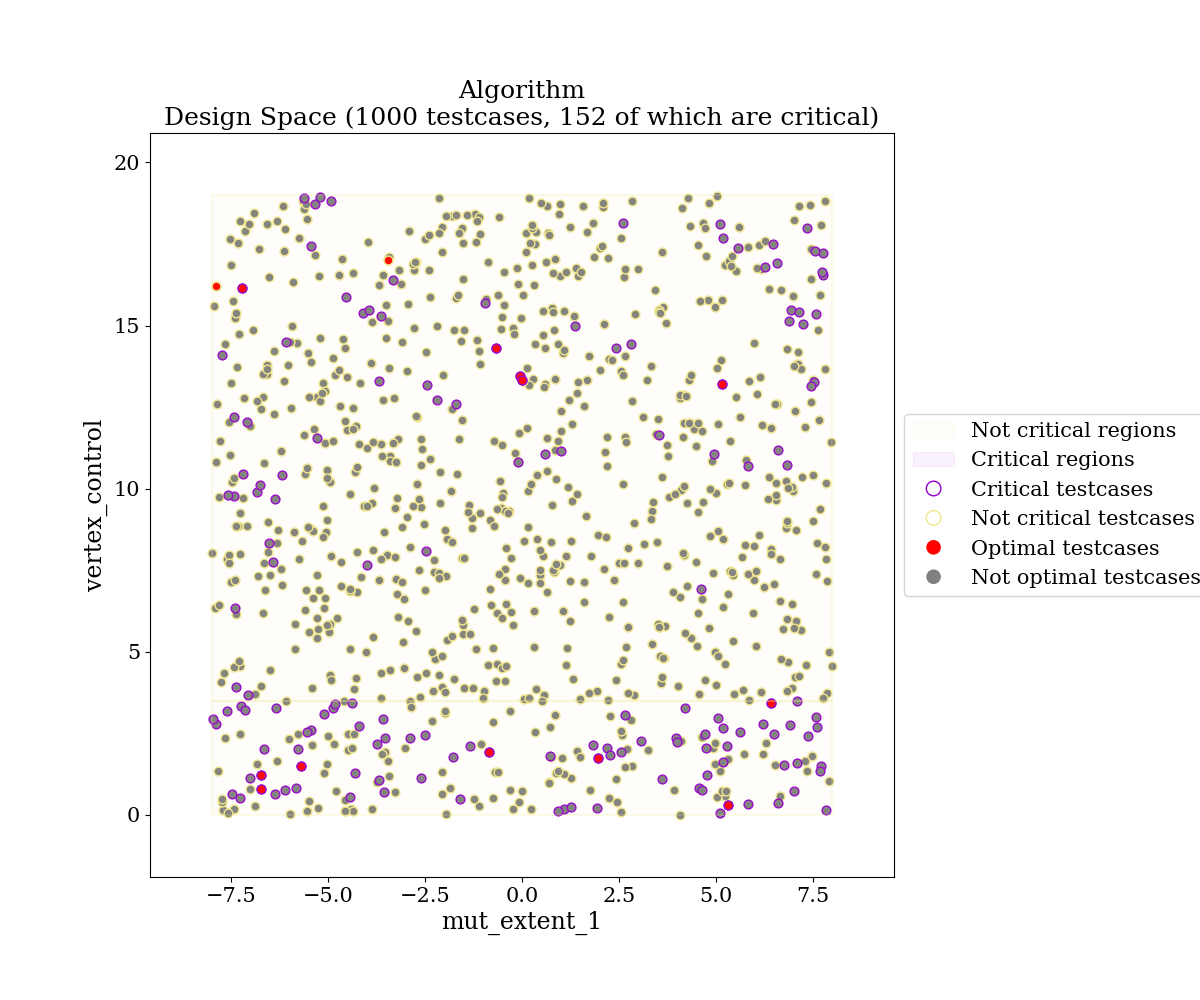 Algorithm
Design Space (1000 testcases, 152 of which are critical)
20
15
10
5
0
vertex_control
−7.5
−5.0
−2.5
0.0
2.5
5.0
7.5
mut_extent_1
Not critical regions
Critical regions
Critical testcases
Not critical testcases
Optimal testcases
Not optimal testcases